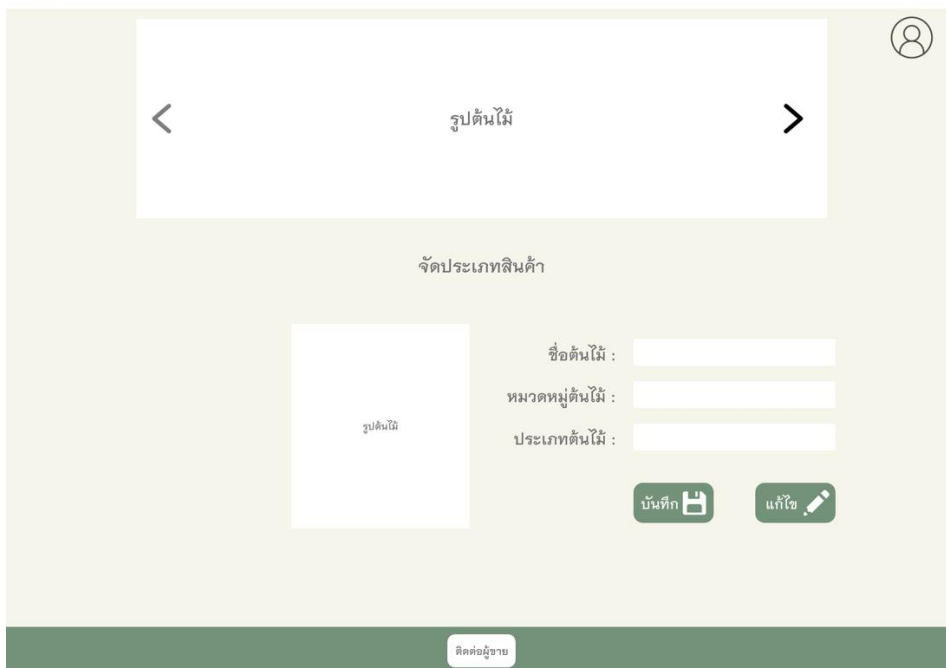 รูปต้นไม้
จัดประเภทสินค้า
ชื่อต้นไม้ :
หมวดหมู่ต้นไม้ :
รูปต้นไม้
ประเภทต้นไม้ :
บันทึก
แก้ไข
ติดต่อผู้ขาย